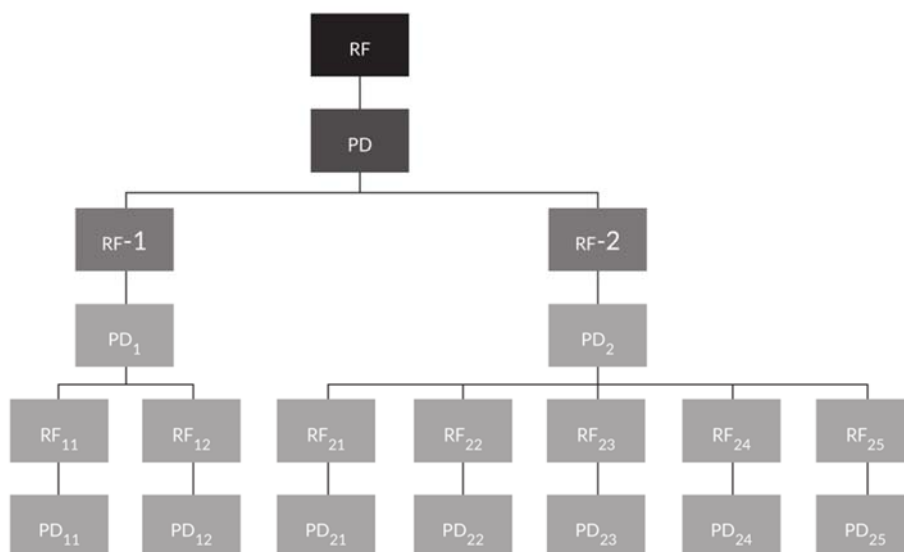 RF
PD
RF-1 RF-2
PD₁ PD₂
RF₁₁ RF₁₂ RF₂₁ RF₂₂ RF₂₃ RF₂₄ RF₂₅
PD₁₁ PD₁₂ PD₂₁ PD₂₂ PD₂₃ PD₂₄ PD₂₅